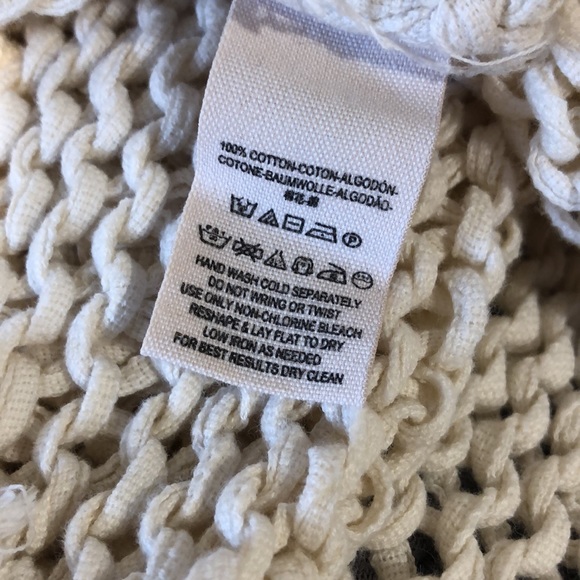 100% COTTON-COTON-ALGODÓN-
COTONE-BAUMWOLLE-ALGODÃO-
HAND WASH COLD SEPARATELY
DO NOT WRING OR TWIST
USE ONLY NON-CHLORINE BLEACH
RESHAPE & LAY FLAT TO DRY
LOW IRON AS NEEDED
FOR BEST RESULTS DRY CLEAN